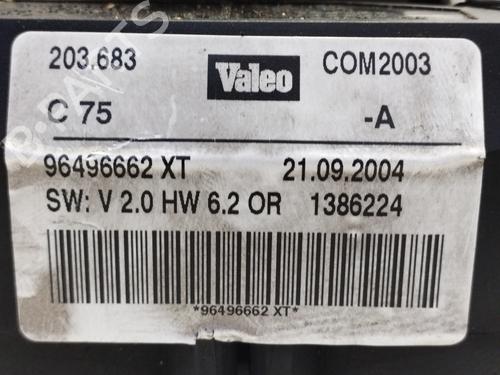 203.683 Valeo COM2003
C 75 -A
96496662 XT 21.09.2004
SW: V 2.0 HW 6.2 OR 1386224
*96496662 XT*
B-PARTS